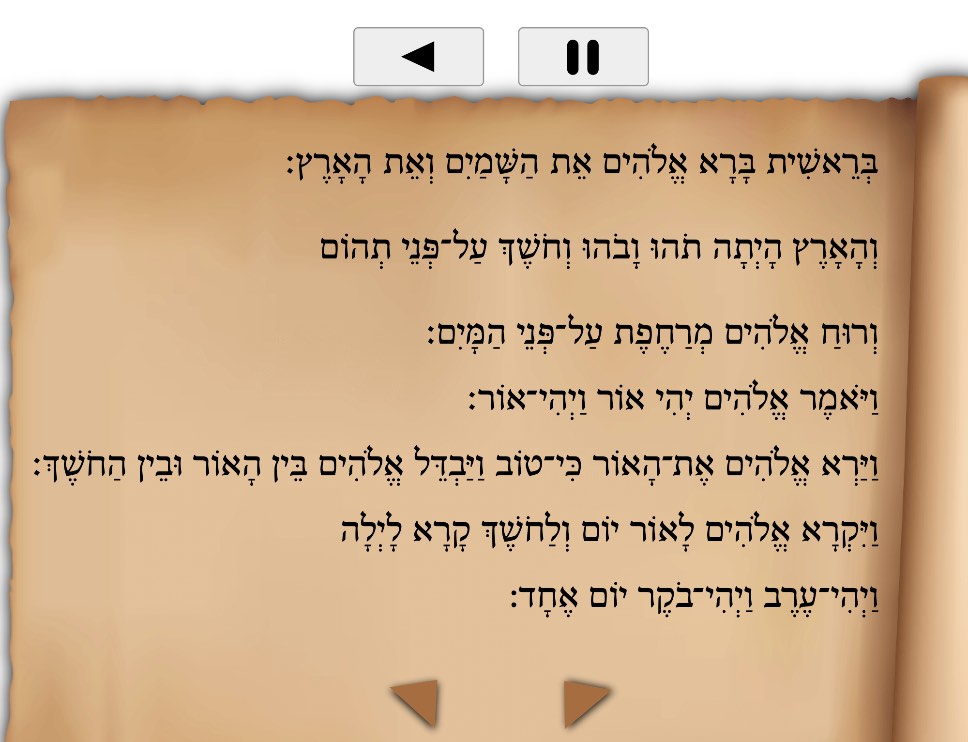 בְּרֵאשִׁית בָּרָא אֱלֹהִים אֵת הַשָּׁמַיִם וְאֵת הָאָרֶץ:
וְהָאָרֶץ הָיְתָה תֹהוּ וָבֹהוּ וְחֹשֶׁךְ עַל־פְּנֵי תְהוֹם
וְרוּחַ אֱלֹהִים מְרַחֶפֶת עַל־פְּנֵי הַמָּיִם:
וַיֹּאמֶר אֱלֹהִים יְהִי אוֹר וַיְהִי־אוֹר:
וַיַּרְא אֱלֹהִים אֶת־הָאוֹר כִּי־טוֹב וַיַּבְדֵּל אֱלֹהִים בֵּין הָאוֹר וּבֵין הַחֹשֶׁךְ:
וַיִּקְרָא אֱלֹהִים לָאוֹר יוֹם וְלַחֹשֶׁךְ קָרָא לָיְלָה
וַיְהִי־עֶרֶב וַיְהִי־בֹקֶר יוֹם אֶחָד: